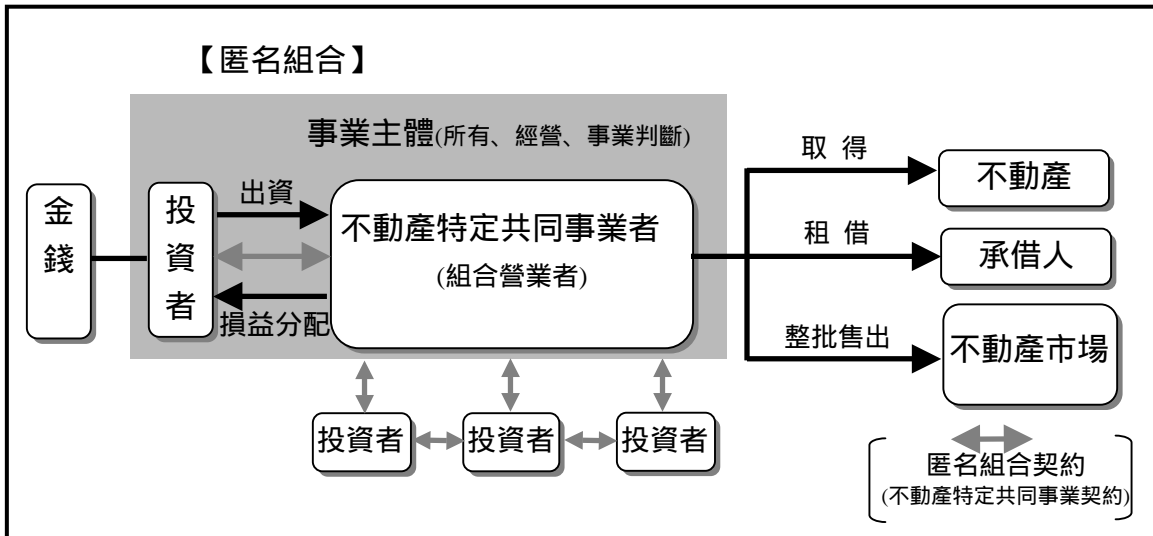 【匿名組合】
事業主體(所有、經營、事業判斷)
金錢
投資者
出資
損益分配
不動產特定共同事業者
(組合營業者)
取 得
不動產
租 借
承借人
整批售出
不動產市場
投資者
投資者
投資者
匿名組合契約
(不動產特定共同事業契約)